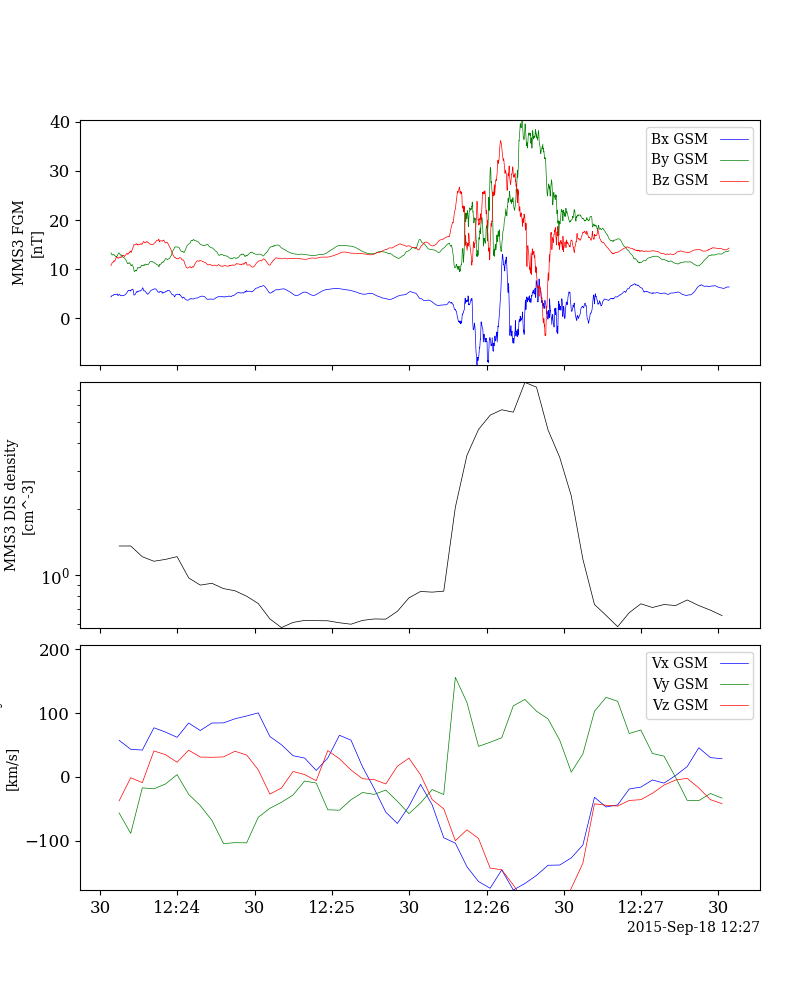 40
30
20
10
0
MMS3 FGM
[nT]
Bx GSM
By GSM
Bz GSM
10^0
MMS3 DIS density
[cm^-3]
200
100
0
−100
[km/s]
Vx GSM
Vy GSM
Vz GSM
30 12:24 30 12:25 30 12:26 30 12:27 30
2015-Sep-18 12:27